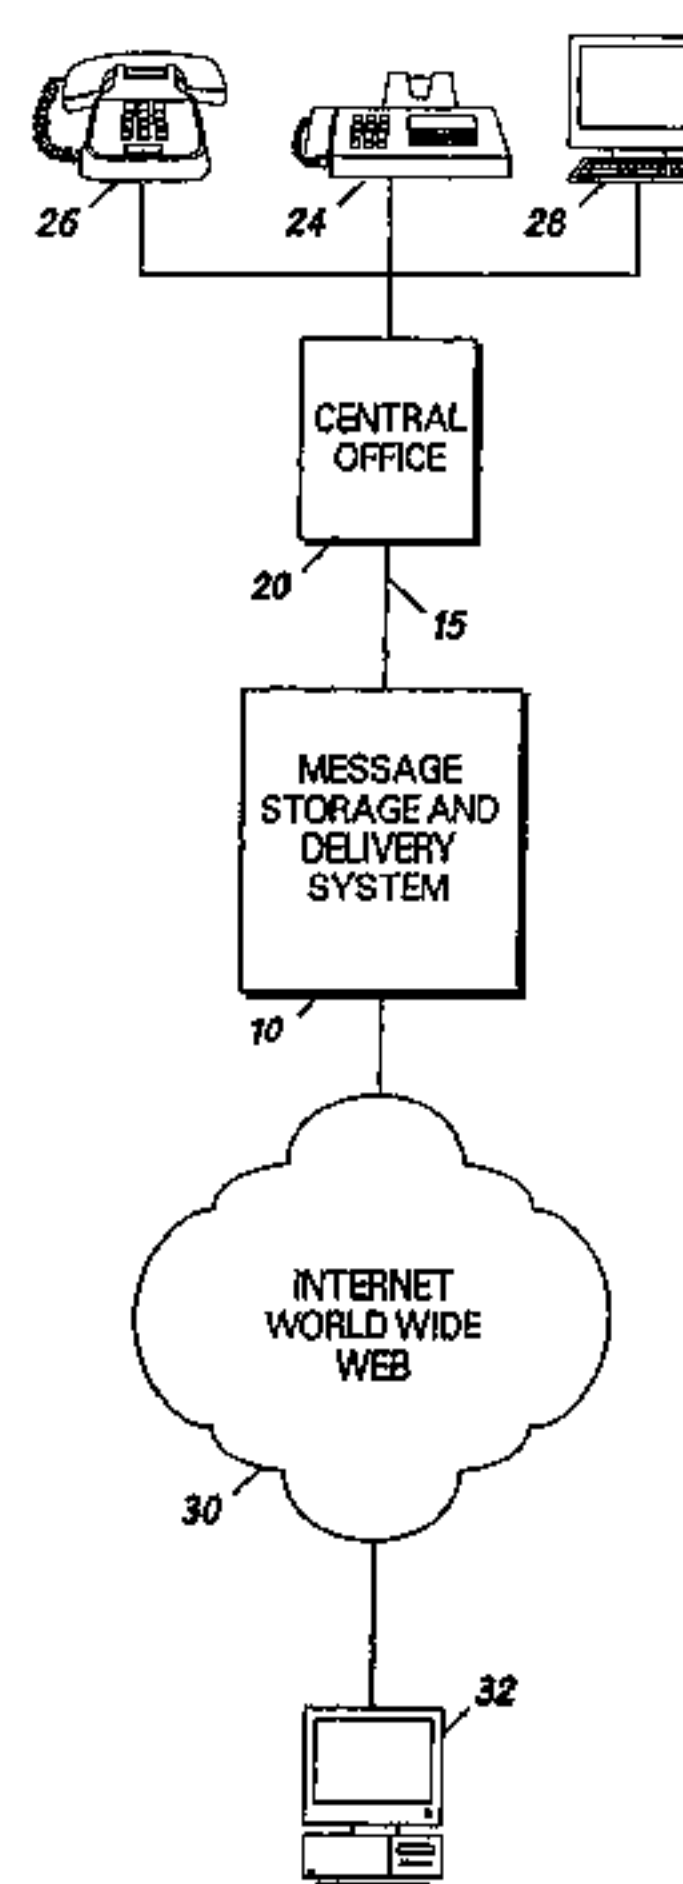 26
24
28
CENTRAL
OFFICE
20
15
MESSAGE
STORAGE AND
DELIVERY
SYSTEM
10
INTERNET
WORLD WIDE
WEB
30
32